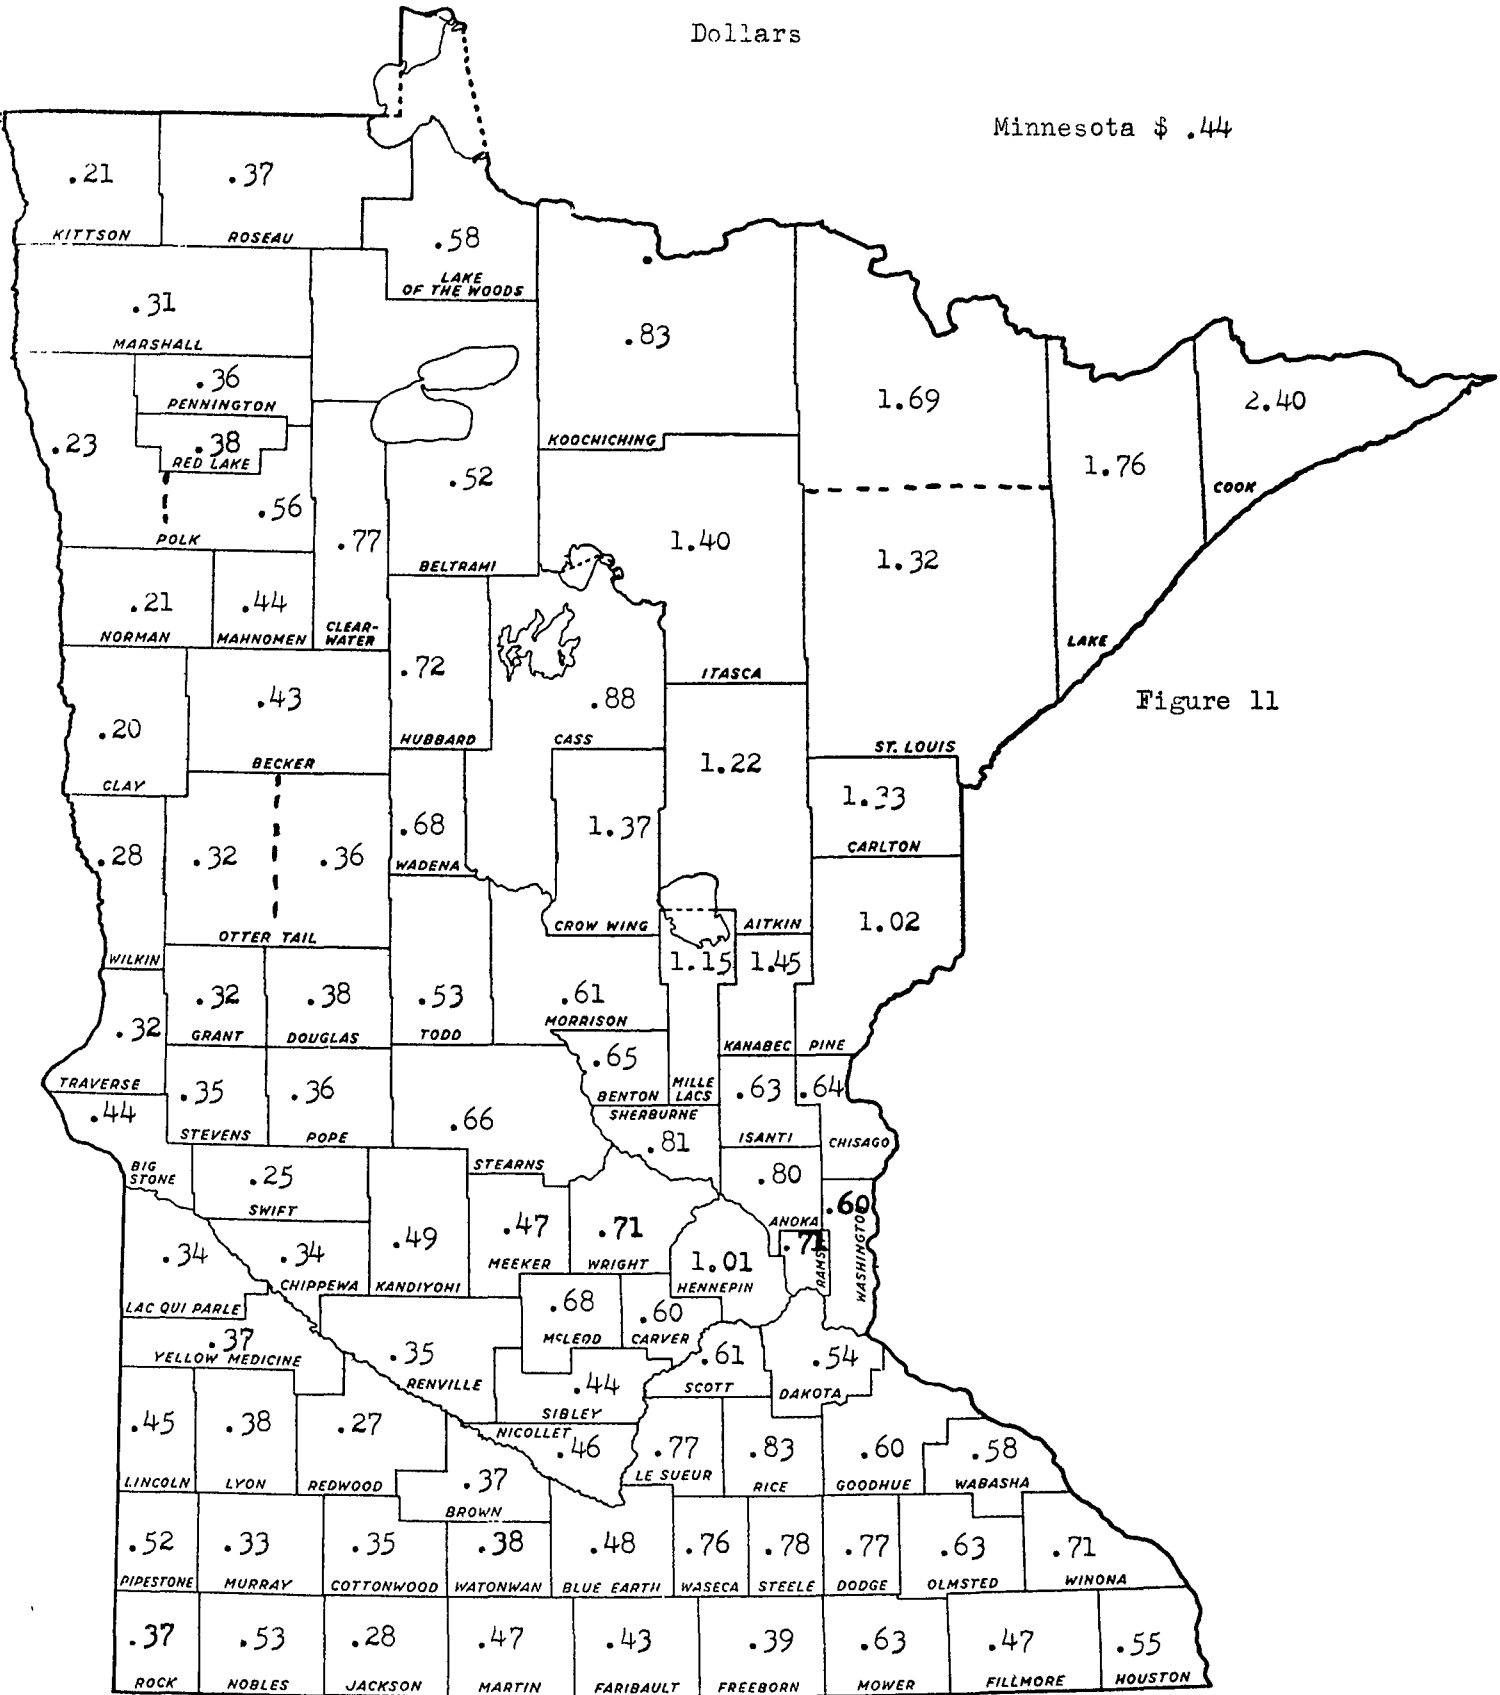 Dollars
Minnesota $ .44
.21
KITTSON
.37
ROSEAU
.58
LAKE
OF THE WOODS
.31
MARSHALL
.83
KOOCHICHING
.36
PENNINGTON
.38
RED LAKE
.23
.56
POLK
.77
CLEAR-
WATER
.52
BELTRAMI
1.69
1.32
ST. LOUIS
1.76
LAKE
2.40
COOK
1.40
ITASCA
.21
NORMAN
.44
MAHNOMEN
.72
HUBBARD
.88
CASS
Figure 11
.20
CLAY
.43
BECKER
1.22
AITKIN
1.33
CARLTON
.28
WILKIN
.32
.36
OTTER TAIL
.68
WADENA
1.37
CROW WING
1.02
PINE
1.15
MILLE
LACS
1.45
KANABEC
.32
TRAVERSE
.32
GRANT
.38
DOUGLAS
.53
TODD
.61
MORRISON
.65
BENTON
.63
ISANTI
.64
CHISAGO
.44
BIG
STONE
.35
STEVENS
.36
POPE
.66
STEARNS
SHERBURNE
.81
.80
ANOKA
.60
WASHINGTON
.71
RAMSEY
.25
SWIFT
.49
KANDIYOHI
.47
MEEKER
.71
WRIGHT
1.01
HENNEPIN
.34
LAC QUI PARLE
.34
CHIPPEWA
.68
McLEOD
.60
CARVER
.37
YELLOW MEDICINE
.35
RENVILLE
.44
SIBLEY
.61
SCOTT
.54
DAKOTA
.45
LINCOLN
.38
LYON
.27
REDWOOD
NICOLLET
.46
.37
BROWN
.77
LE SUEUR
.83
RICE
.60
GOODHUE
.58
WABASHA
.52
PIPESTONE
.33
MURRAY
.35
COTTONWOOD
.38
WATONWAN
.48
BLUE EARTH
.76
WASECA
.78
STEELE
.77
DODGE
.63
OLMSTED
.71
WINONA
.37
ROCK
.53
NOBLES
.28
JACKSON
.47
MARTIN
.43
FARIBAULT
.39
FREEBORN
.63
MOWER
.47
FILLMORE
.55
HOUSTON